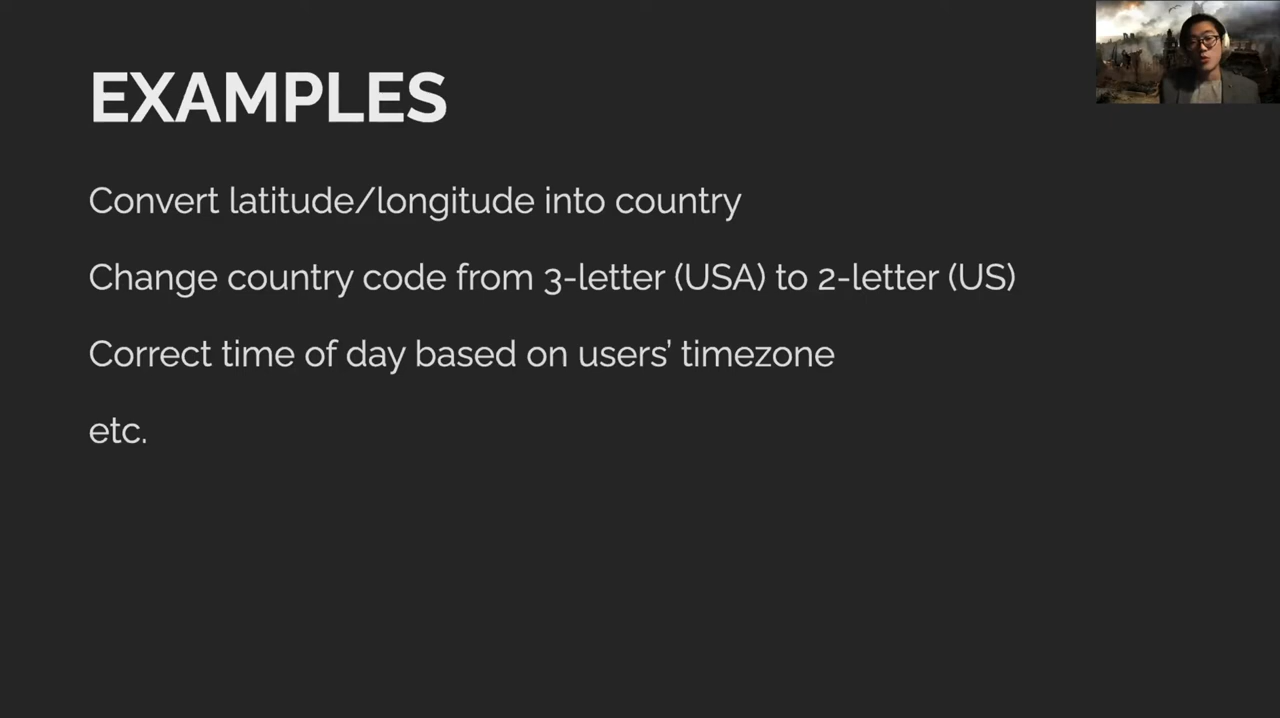 EXAMPLES
Convert latitude/longitude into country
Change country code from 3-letter (USA) to 2-letter (US)
Correct time of day based on users’ timezone
etc.